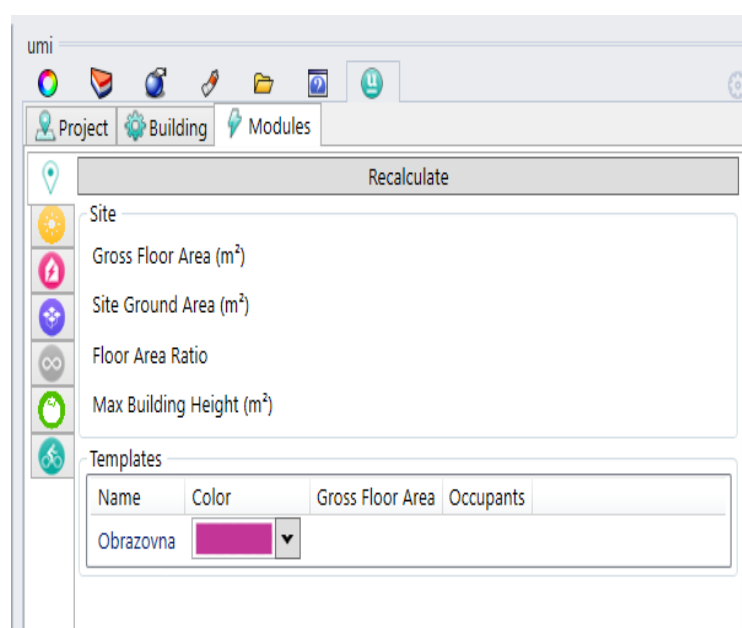 umi
Project Building Modules
Recalculate
Site
Gross Floor Area (m²)
Site Ground Area (m²)
Floor Area Ratio
Max Building Height (m²)
Templates
Name Color Gross Floor Area Occupants
Obrazovna